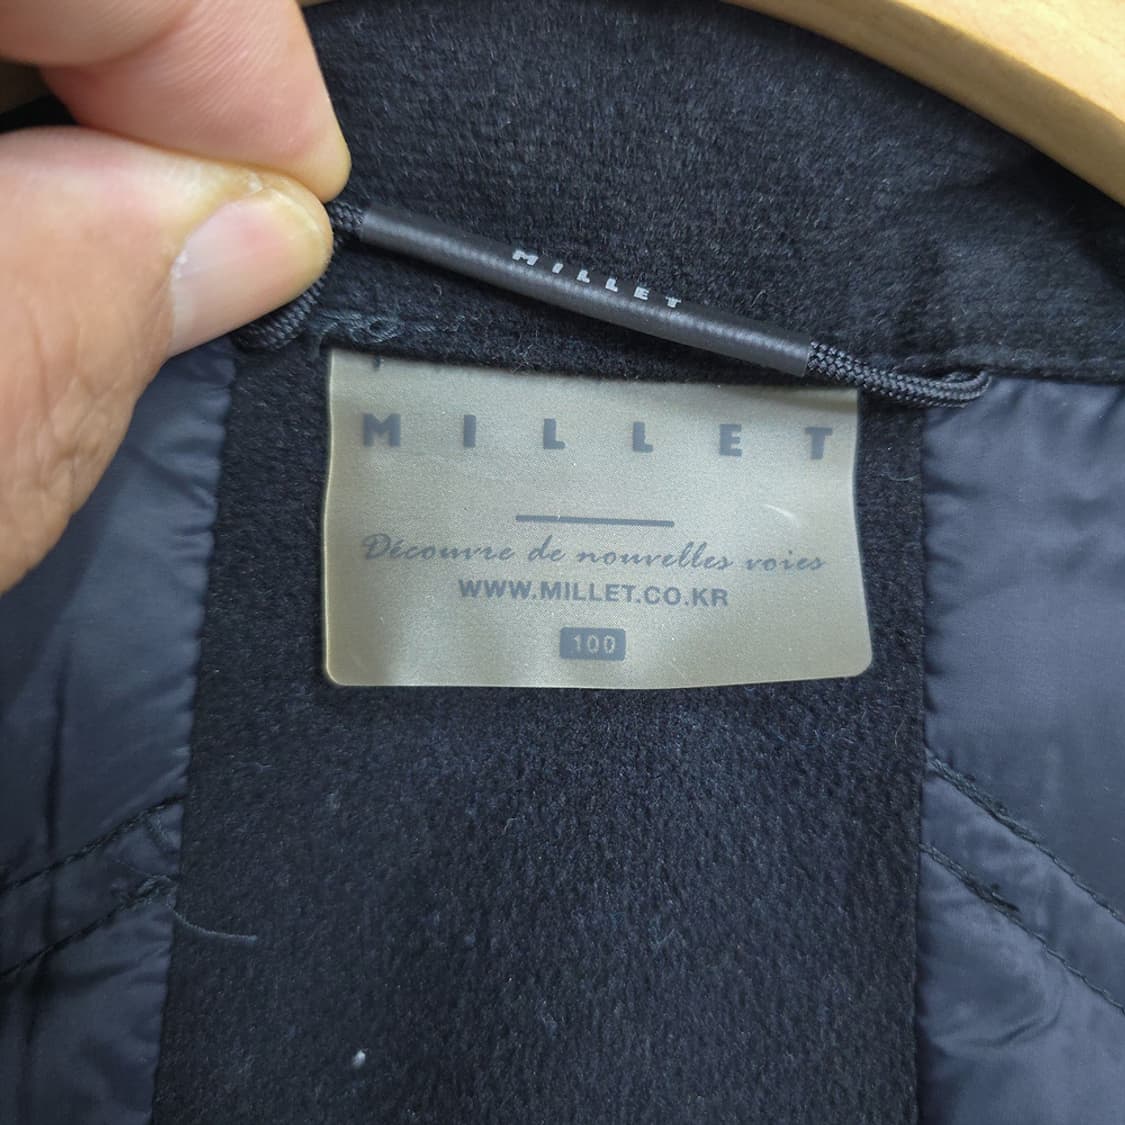 MILLET
MILLET
Découvre de nouvelles voies
WWW.MILLET.CO.KR
100